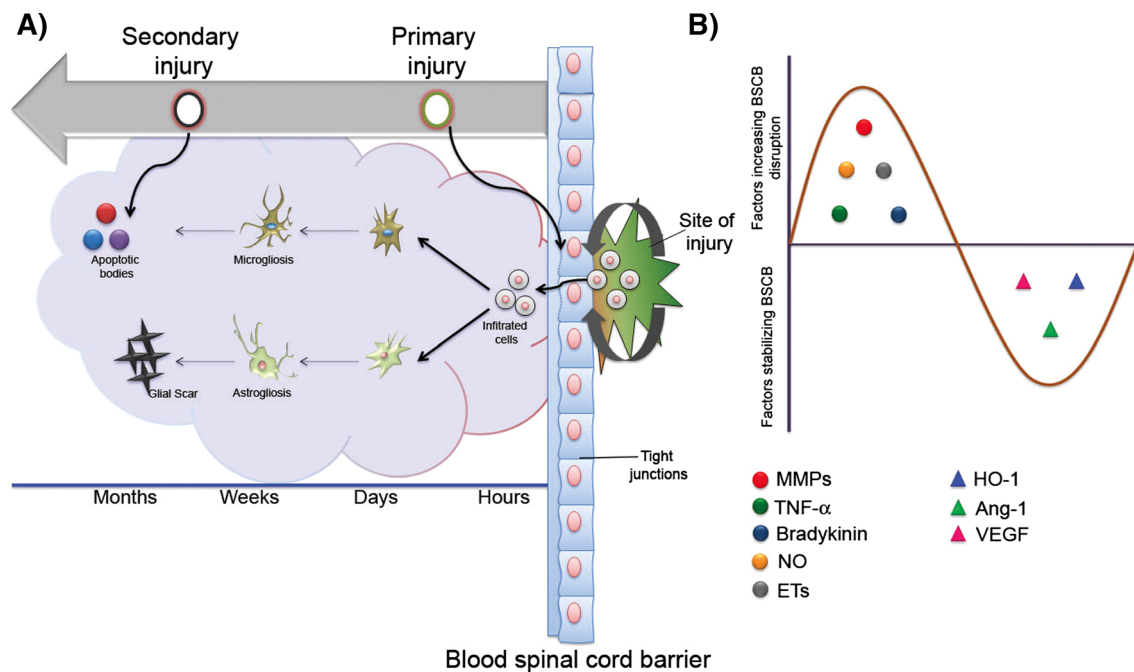 A)
Secondary
injury
Primary
injury
Site of
injury
Apoptotic
bodies
Microgliosis
Infitrated
cells
Glial Scar
Astrogliosis
Tight
junctions
Months
Weeks
Days
Hours
Blood spinal cord barrier
B)
Factors increasing BSCB
disruption
Factors stabilizing BSCB
MMPs
TNF-α
Bradykinin
NO
ETs
HO-1
Ang-1
VEGF